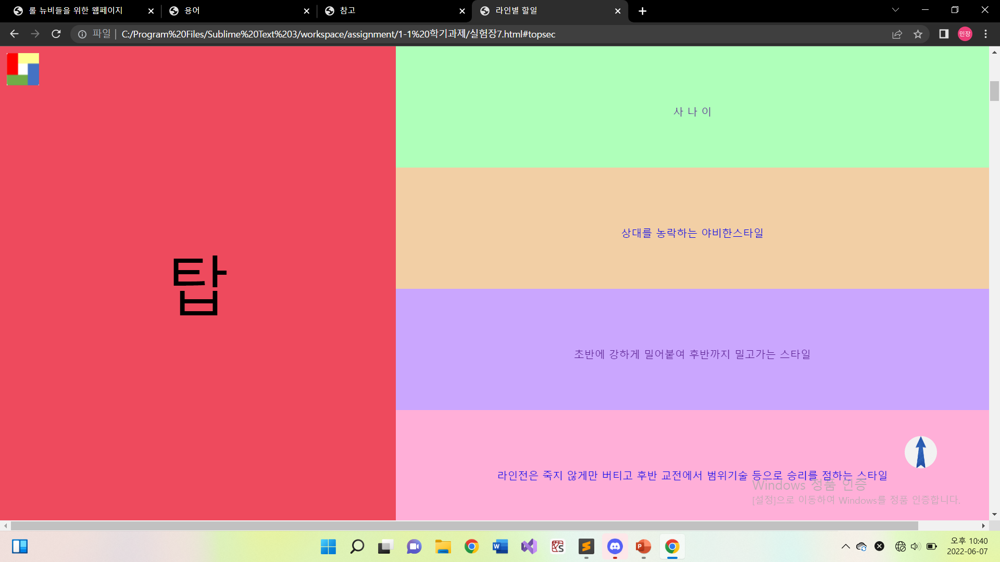 롤 뉴비들을 위한 웹페이지
용어
참고
라인별 할일
파일 | C:/Program%20Files/Sublime%20Text%203/workspace/assignment/1-1%20학기과제/실험장7.html#topsec
민장
탑
사 나 이
상대를 농락하는 야비한스타일
초반에 강하게 밀어붙여 후반까지 밀고가는 스타일
라인전은 죽지 않게만 버티고 후반 교전에서 범위기술 등으로 승리를 점하는 스타일
Windows 정품 인증
[설정]으로 이동하여 Windows를 정품 인증합니다.
오후 10:40
2022-06-07